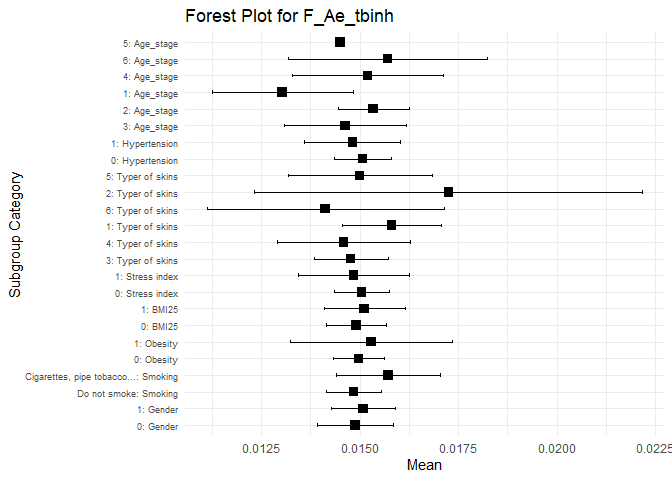 Forest Plot for F_Ae_tbinh
Subgroup Category
5: Age_stage
6: Age_stage
4: Age_stage
1: Age_stage
2: Age_stage
3: Age_stage
1: Hypertension
0: Hypertension
5: Typer of skins
2: Typer of skins
6: Typer of skins
1: Typer of skins
4: Typer of skins
3: Typer of skins
1: Stress index
0: Stress index
1: BMI25
0: BMI25
1: Obesity
0: Obesity
Cigarettes, pipe tobacco...: Smoking
Do not smoke: Smoking
1: Gender
0: Gender
0.0125 0.0150 0.0175 0.0200 0.0225
Mean